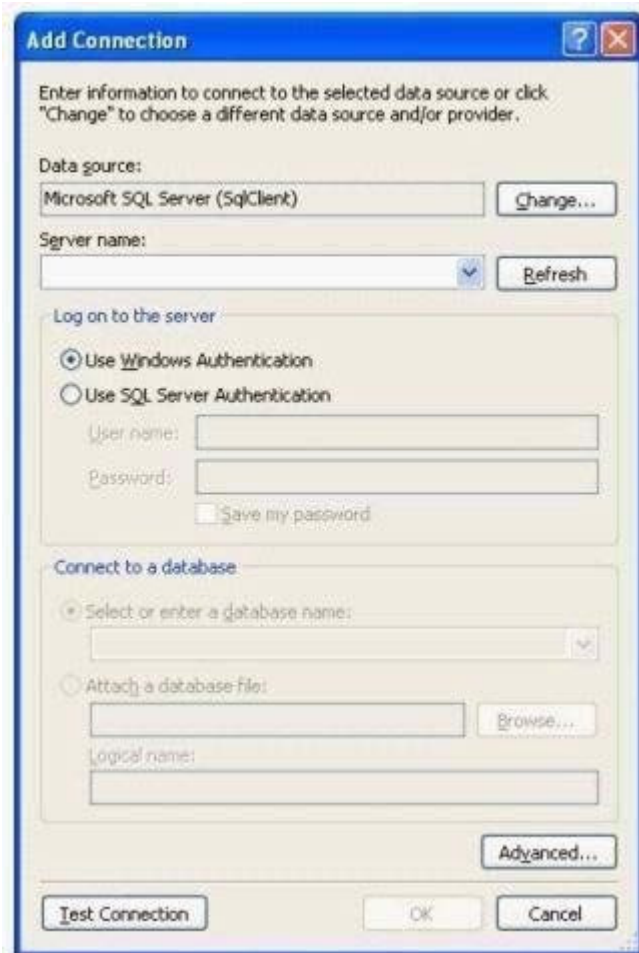 Add Connection
Enter information to connect to the selected data source or click
"Change" to choose a different data source and/or provider.
Data source:
Microsoft SQL Server (SqlClient)
Change...
Server name:
Refresh
Log on to the server
Use Windows Authentication
Use SQL Server Authentication
User name:
Password:
Save my password
Connect to a database
Select or enter a database name:
Attach a database file:
Browse...
Logical name:
Advanced...
Test Connection
OK
Cancel